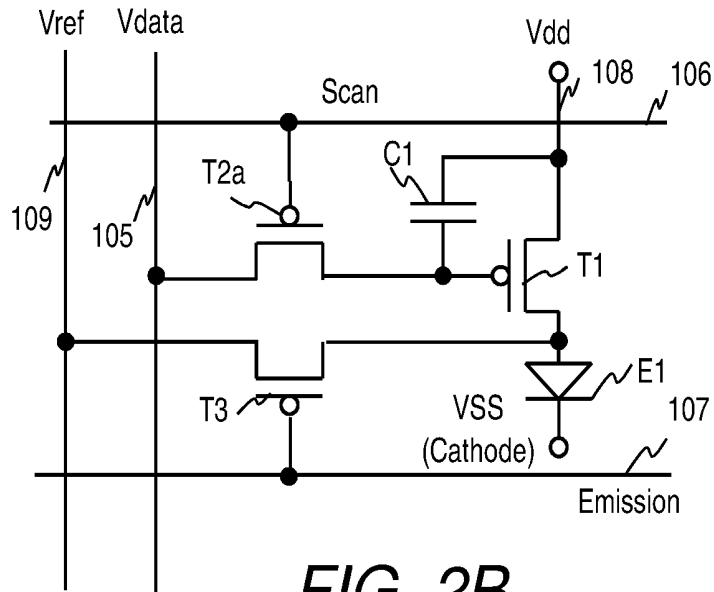 Vref
Vdata
Vdd
108
106
Scan
C1
T2a
109
105
T1
E1
T3
VSS
(Cathode)
107
Emission
FIG. 2B